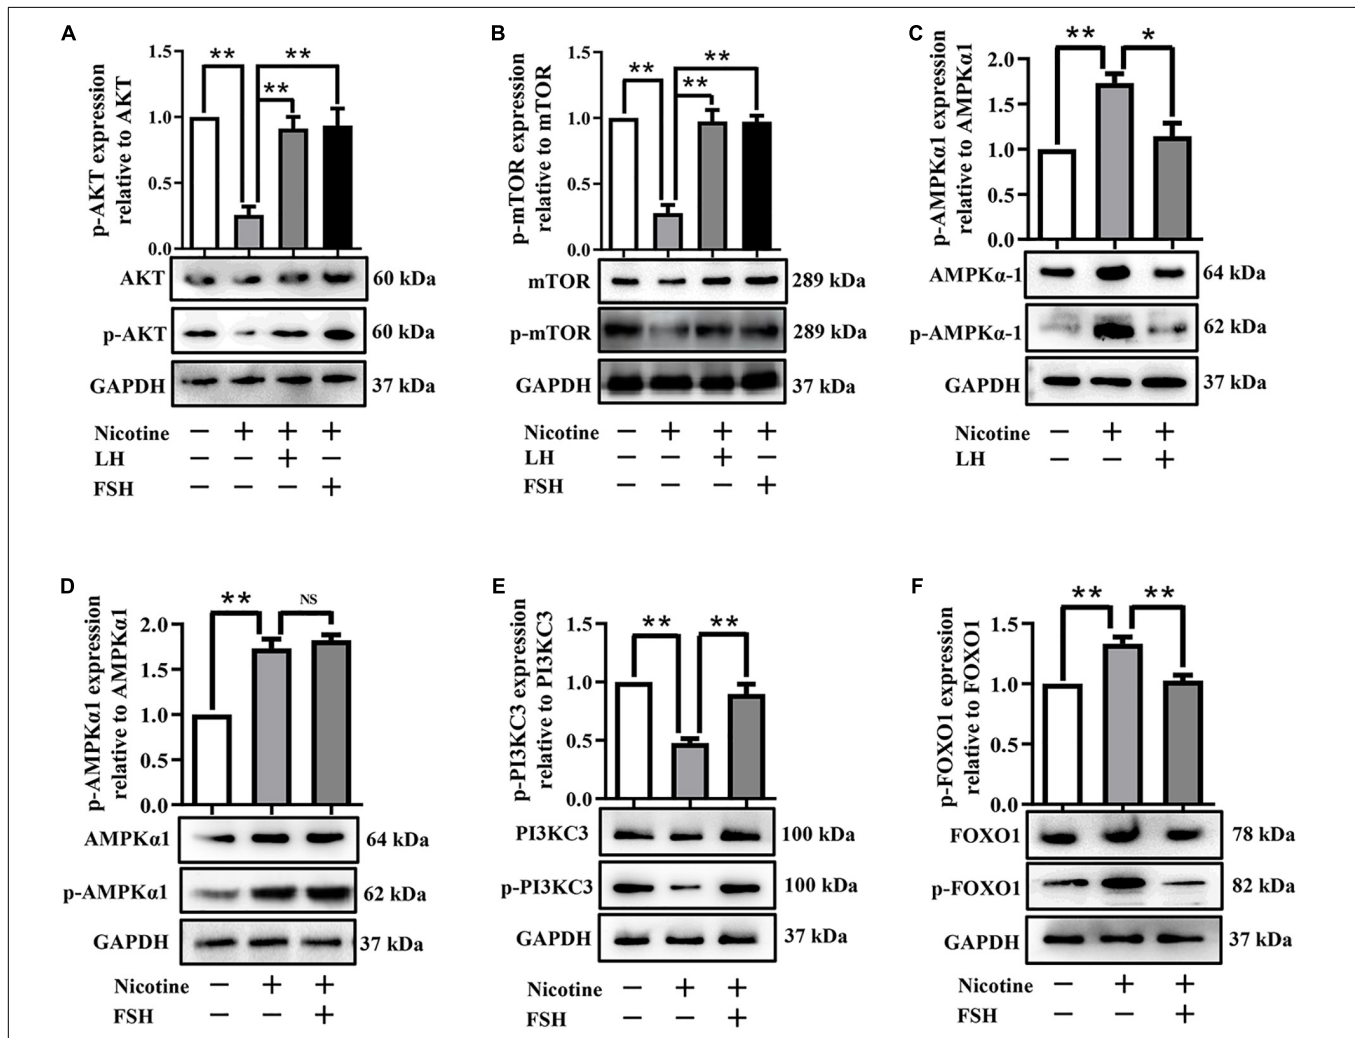 A
p-AKT expression
relative to AKT
1.5
1.0
0.5
0.0
** ** **
AKT 60 kDa
p-AKT 60 kDa
GAPDH 37 kDa
Nicotine − + + +
LH − − + −
FSH − − − +
B
p-mTOR expression
relative to mTOR
1.5
1.0
0.5
0.0
** ** **
mTOR 289 kDa
p-mTOR 289 kDa
GAPDH 37 kDa
Nicotine − + + +
LH − − + −
FSH − − − +
C
p-AMPKα1 expression
relative to AMPKα1
2.0
1.5
1.0
0.5
0.0
** *
AMPKα-1 64 kDa
p-AMPKα-1 62 kDa
GAPDH 37 kDa
Nicotine − + +
LH − − +
D
p-AMPKα1 expression
relative to AMPKα1
2.0
1.5
1.0
0.5
0.0
** NS
AMPKα1 64 kDa
p-AMPKα1 62 kDa
GAPDH 37 kDa
Nicotine − + +
FSH − − +
E
p-PI3KC3 expression
relative to PI3KC3
1.5
1.0
0.5
0.0
** **
PI3KC3 100 kDa
p-PI3KC3 100 kDa
GAPDH 37 kDa
Nicotine − + +
FSH − − +
F
p-FOXO1 expression
relative to FOXO1
1.5
1.0
0.5
0.0
** **
FOXO1 78 kDa
p-FOXO1 82 kDa
GAPDH 37 kDa
Nicotine − + +
FSH − − +